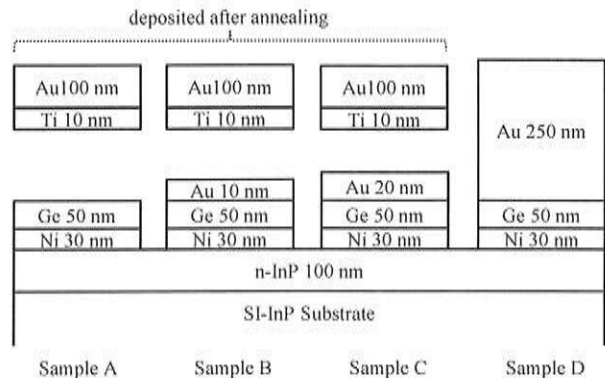 deposited after annealing
Au100 nm Au100 nm Au100 nm
Ti 10 nm Ti 10 nm Ti 10 nm
Au 250 nm
Au 10 nm Au 20 nm
Ge 50 nm Ge 50 nm Ge 50 nm Ge 50 nm
Ni 30 nm Ni 30 nm Ni 30 nm Ni 30 nm
n-InP 100 nm
SI-InP Substrate
Sample A Sample B Sample C Sample D